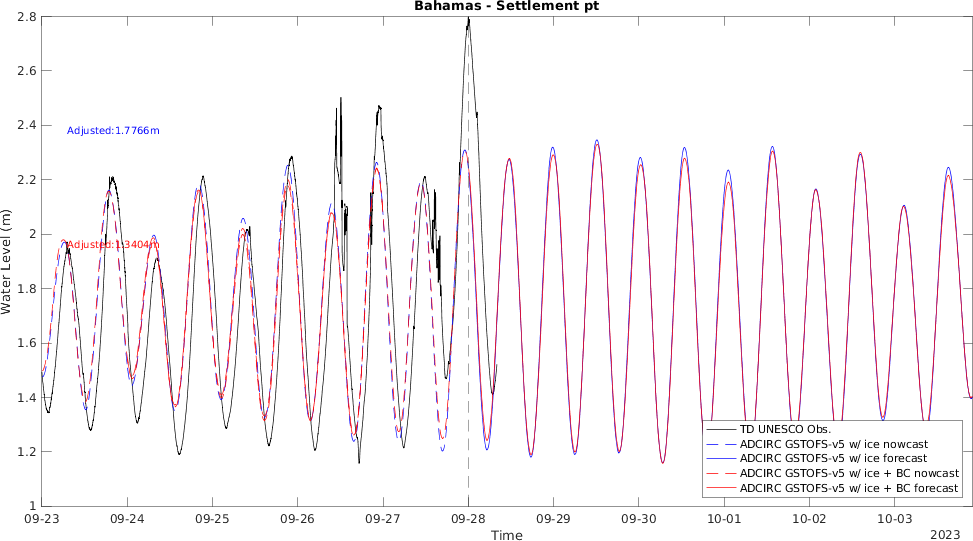 Bahamas - Settlement pt
2.8
2.6
2.4
2.2
2
1.8
1.6
1.4
1.2
1
Water Level (m)
Adjusted:1.7766m
Adjusted:1.3404m
TD UNESCO Obs.
ADCIRC GSTOFS-v5 w/ ice nowcast
ADCIRC GSTOFS-v5 w/ ice forecast
ADCIRC GSTOFS-v5 w/ ice + BC nowcast
ADCIRC GSTOFS-v5 w/ ice + BC forecast
09-23 09-24 09-25 09-26 09-27 09-28 09-29 09-30 10-01 10-02 10-03
Time
2023